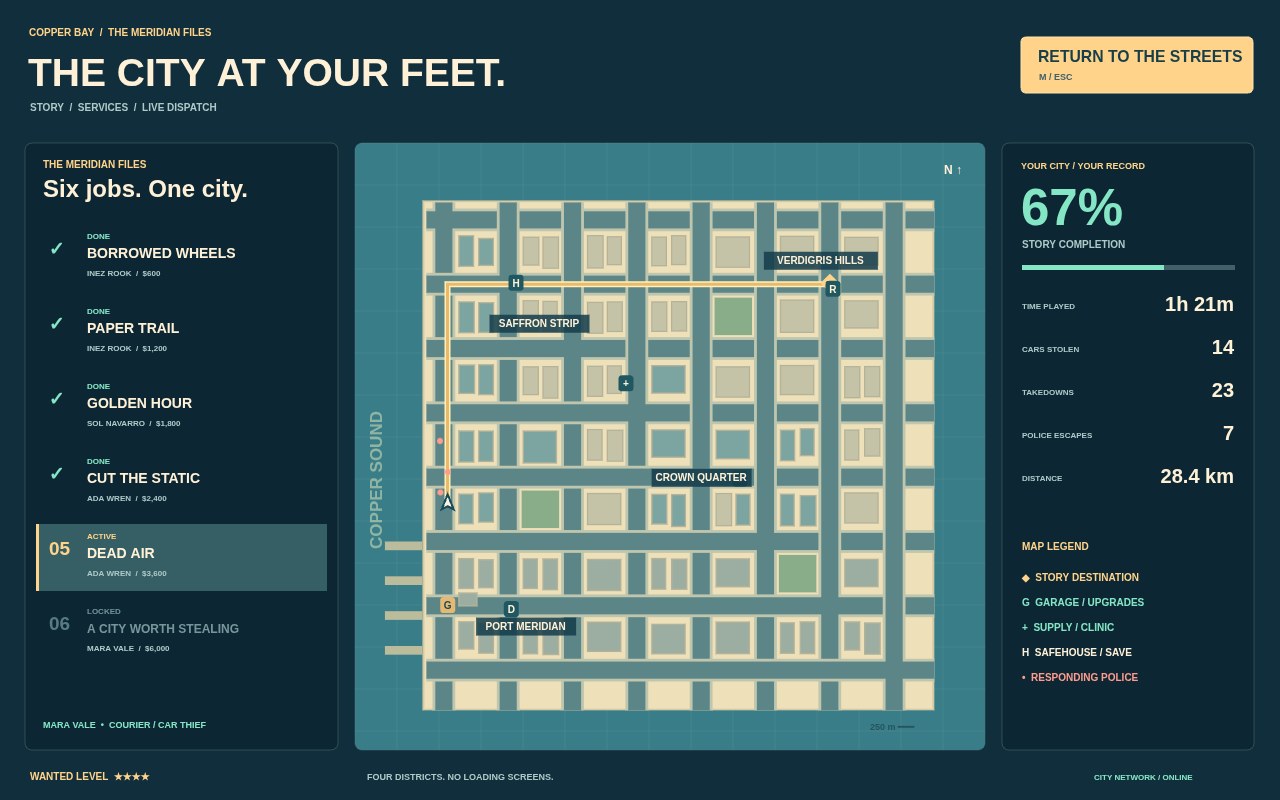 COPPER BAY / THE MERIDIAN FILES
THE CITY AT YOUR FEET.
STORY / SERVICES / LIVE DISPATCH
RETURN TO THE STREETS
M / ESC
THE MERIDIAN FILES
Six jobs. One city.
✓
DONE
BORROWED WHEELS
INEZ ROOK / $600
✓
DONE
PAPER TRAIL
INEZ ROOK / $1,200
✓
DONE
GOLDEN HOUR
SOL NAVARRO / $1,800
✓
DONE
CUT THE STATIC
ADA WREN / $2,400
05
ACTIVE
DEAD AIR
ADA WREN / $3,600
06
LOCKED
A CITY WORTH STEALING
MARA VALE / $6,000
MARA VALE • COURIER / CAR THIEF
N ↑
VERDIGRIS HILLS
H
R
SAFFRON STRIP
+
COPPER SOUND
CROWN QUARTER
G
D
PORT MERIDIAN
250 m
YOUR CITY / YOUR RECORD
67%
STORY COMPLETION
TIME PLAYED 1h 21m
CARS STOLEN 14
TAKEDOWNS 23
POLICE ESCAPES 7
DISTANCE 28.4 km
MAP LEGEND
◆ STORY DESTINATION
G GARAGE / UPGRADES
+ SUPPLY / CLINIC
H SAFEHOUSE / SAVE
• RESPONDING POLICE
WANTED LEVEL ★★★★
FOUR DISTRICTS. NO LOADING SCREENS.
CITY NETWORK / ONLINE